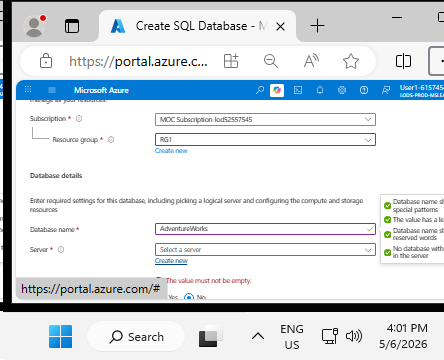 Create SQL Database - M
https://portal.azure.c...
Microsoft Azure
User1-6157454
LODS-PROD-MSLEA
manage all your resources.
Subscription *
MOC Subscription-lod52557545
Resource group *
RG1
Create new
Database details
Enter required settings for this database, including picking a logical server and configuring the compute and storage
resources
Database name *
AdventureWorks
Server *
Select a server
Create new
The value must not be empty.
Yes
No
Database name sh
special patterns
The value has a le
Database name sh
reserved words
No database with
in the server
https://portal.azure.com/#
Search
ENG
US
4:01 PM
5/6/2026